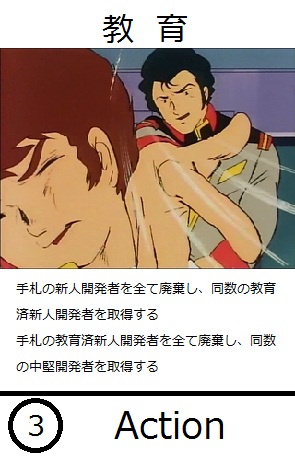 教育
手札の新人開発者を全て廃棄し、同数の教育
済新人開発者を取得する
手札の教育済新人開発者を全て廃棄し、同数
の中堅開発者を取得する
3 Action